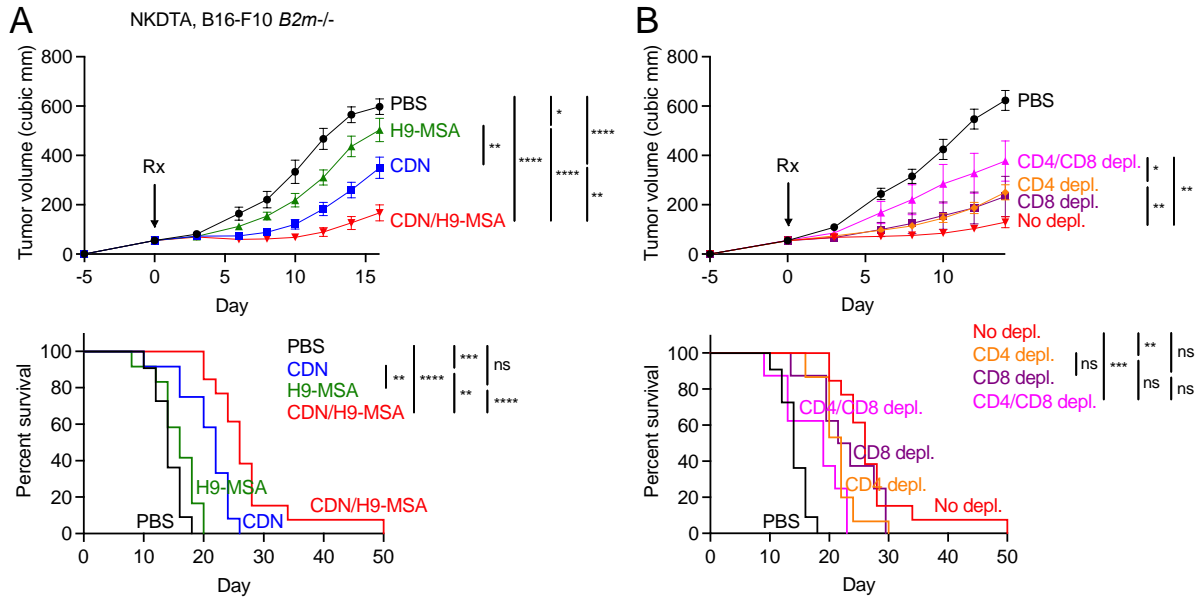 A
NKDTA, B16-F10 B2m-/-
Tumor volume (cubic mm)
800
600
400
200
0
-5
0
5
10
15
Day
Rx
PBS
H9-MSA
CDN
CDN/H9-MSA
**
****
*
****
****
**
Percent survival
100
80
60
40
20
0
0
10
20
30
40
50
Day
PBS
H9-MSA
CDN
CDN/H9-MSA
PBS
CDN
H9-MSA
CDN/H9-MSA
**
****
***
**
ns
****
B
Tumor volume (cubic mm)
800
600
400
200
0
-5
0
5
10
Day
Rx
PBS
CD4/CD8 depl.
CD4 depl.
CD8 depl.
No depl.
*
**
**
Percent survival
100
80
60
40
20
0
0
10
20
30
40
50
Day
PBS
CD4/CD8 depl.
CD8 depl.
CD4 depl.
No depl.
No depl.
CD4 depl.
CD8 depl.
CD4/CD8 depl.
ns
***
**
ns
ns
ns